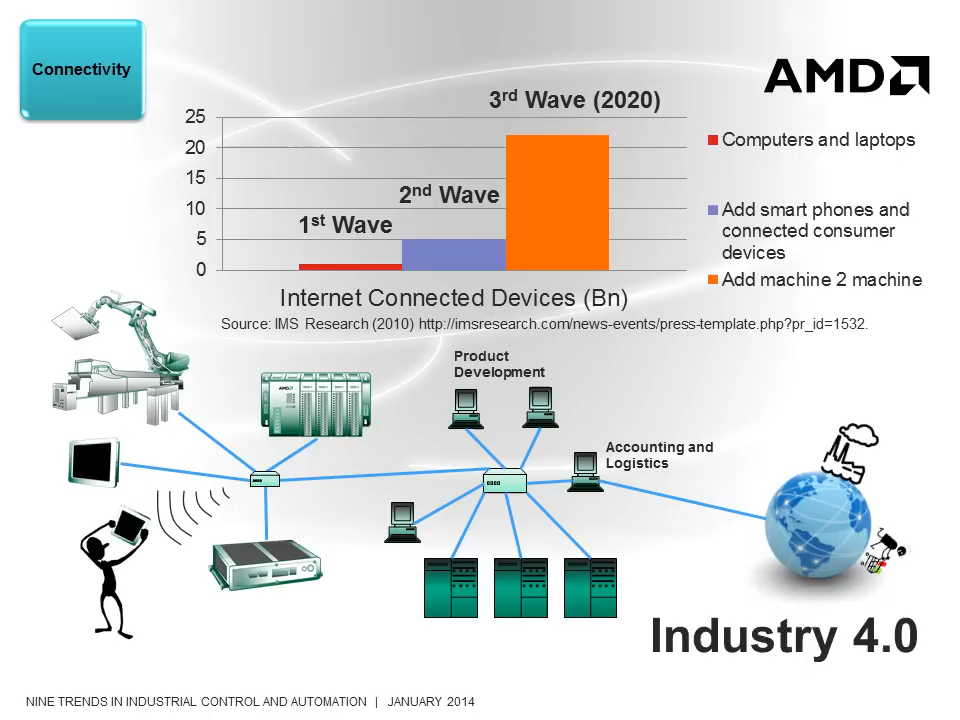 Connectivity
AMD
3rd Wave (2020)
25
20
15
10
5
0
2nd Wave
1st Wave
Computers and laptops
Add smart phones and
connected consumer
devices
Add machine 2 machine
Internet Connected Devices (Bn)
Source: IMS Research (2010) http://imsresearch.com/news-events/press-template.php?pr_id=1532.
Product
Development
AMD
Accounting and
Logistics
Industry 4.0
NINE TRENDS IN INDUSTRIAL CONTROL AND AUTOMATION | JANUARY 2014